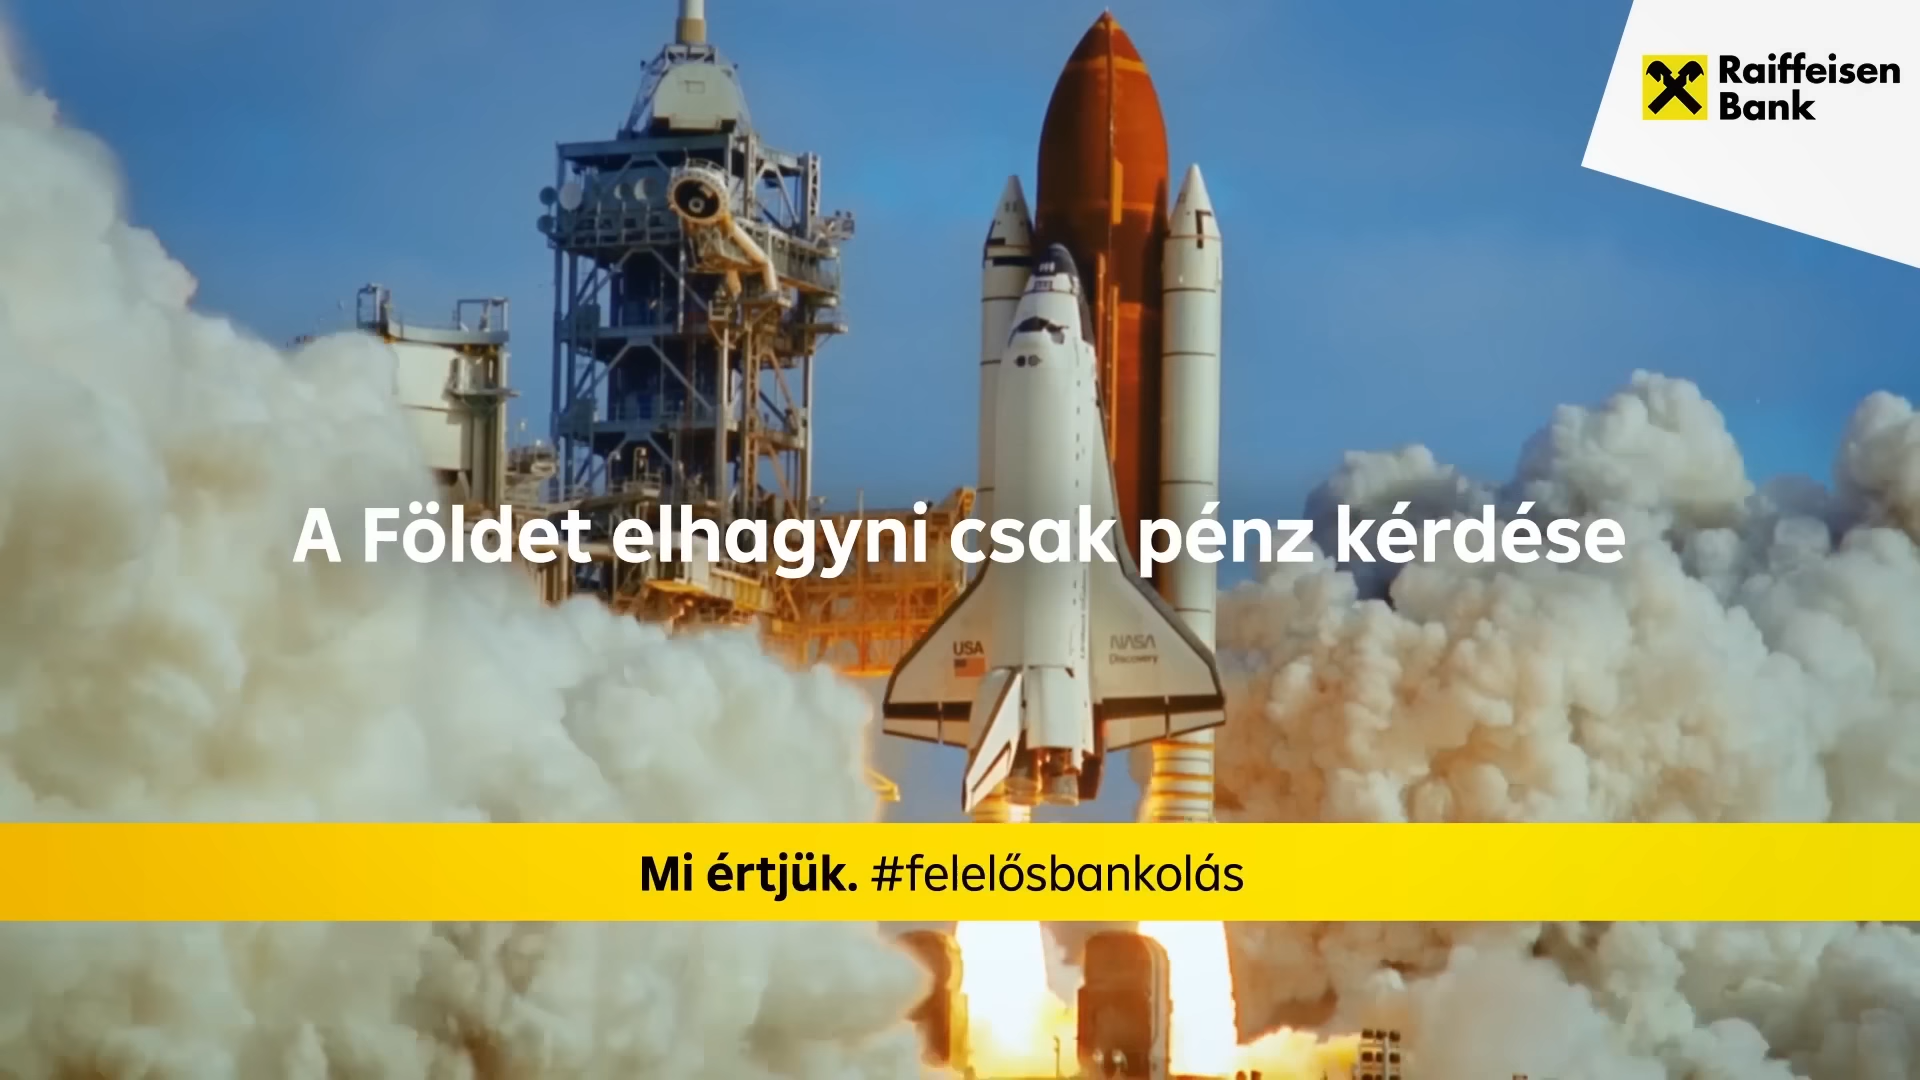 Raiffeisen
Bank
A Földet elhagyni csak pénz kérdése
USA
NASA
Discovery
Mi értjük. #felelősbankolás